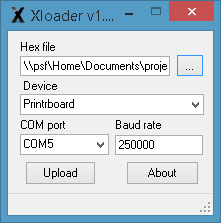 Xloader v1....
Hex file
\\psf\Home\Documents\proje
...
Device
Printrboard
COM port
Baud rate
COM5
250000
Upload
About